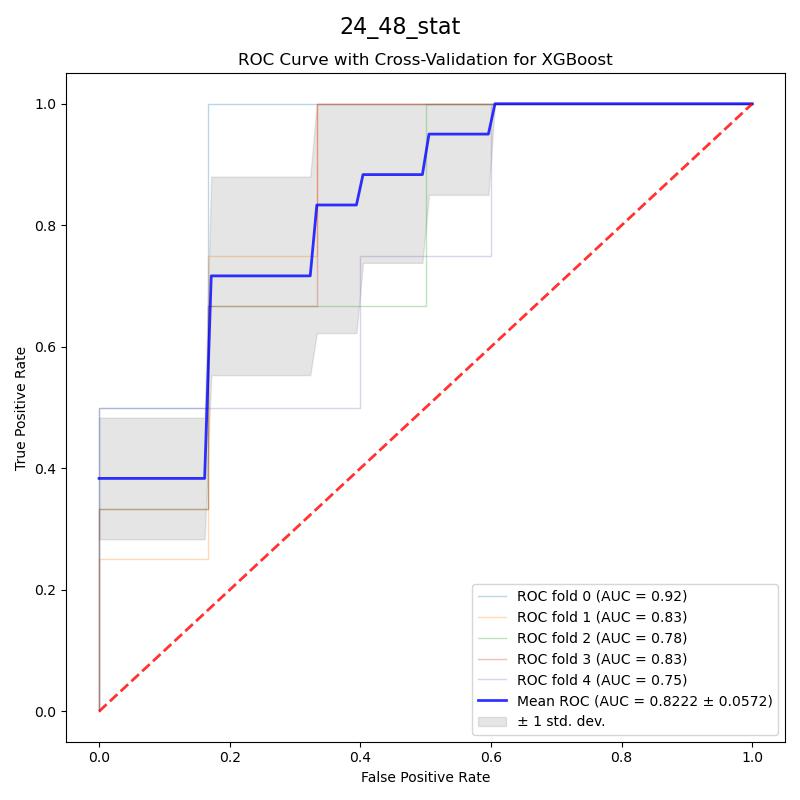 24_48_stat
ROC Curve with Cross-Validation for XGBoost
1.0
0.8
0.6
0.4
0.2
0.0
True Positive Rate
ROC fold 0 (AUC = 0.92)
ROC fold 1 (AUC = 0.83)
ROC fold 2 (AUC = 0.78)
ROC fold 3 (AUC = 0.83)
ROC fold 4 (AUC = 0.75)
Mean ROC (AUC = 0.8222 ± 0.0572)
± 1 std. dev.
0.0 0.2 0.4 0.6 0.8 1.0
False Positive Rate